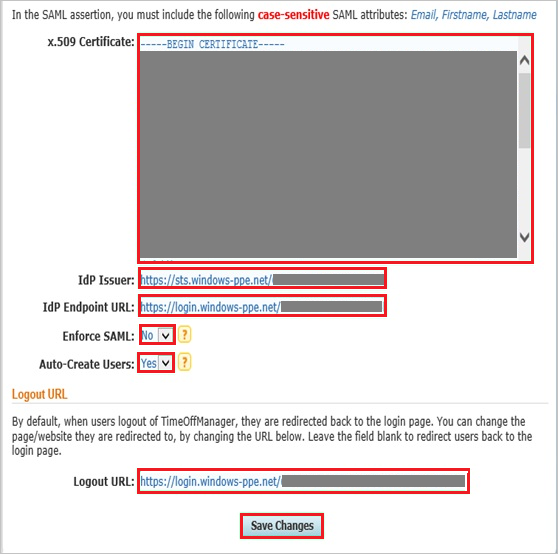 In the SAML assertion, you must include the following case-sensitive SAML attributes: Email, Firstname, Lastname
x.509 Certificate: -----BEGIN CERTIFICATE-----
IdP Issuer: https://sts.windows-ppe.net/
IdP Endpoint URL: https://login.windows-ppe.net/
Enforce SAML: No ?
Auto-Create Users: Yes ?
Logout URL
By default, when users logout of TimeOffManager, they are redirected back to the login page. You can change the
page/website they are redirected to, by changing the URL below. Leave the field blank to redirect users back to the
login page.
Logout URL: https://login.windows-ppe.net/
Save Changes